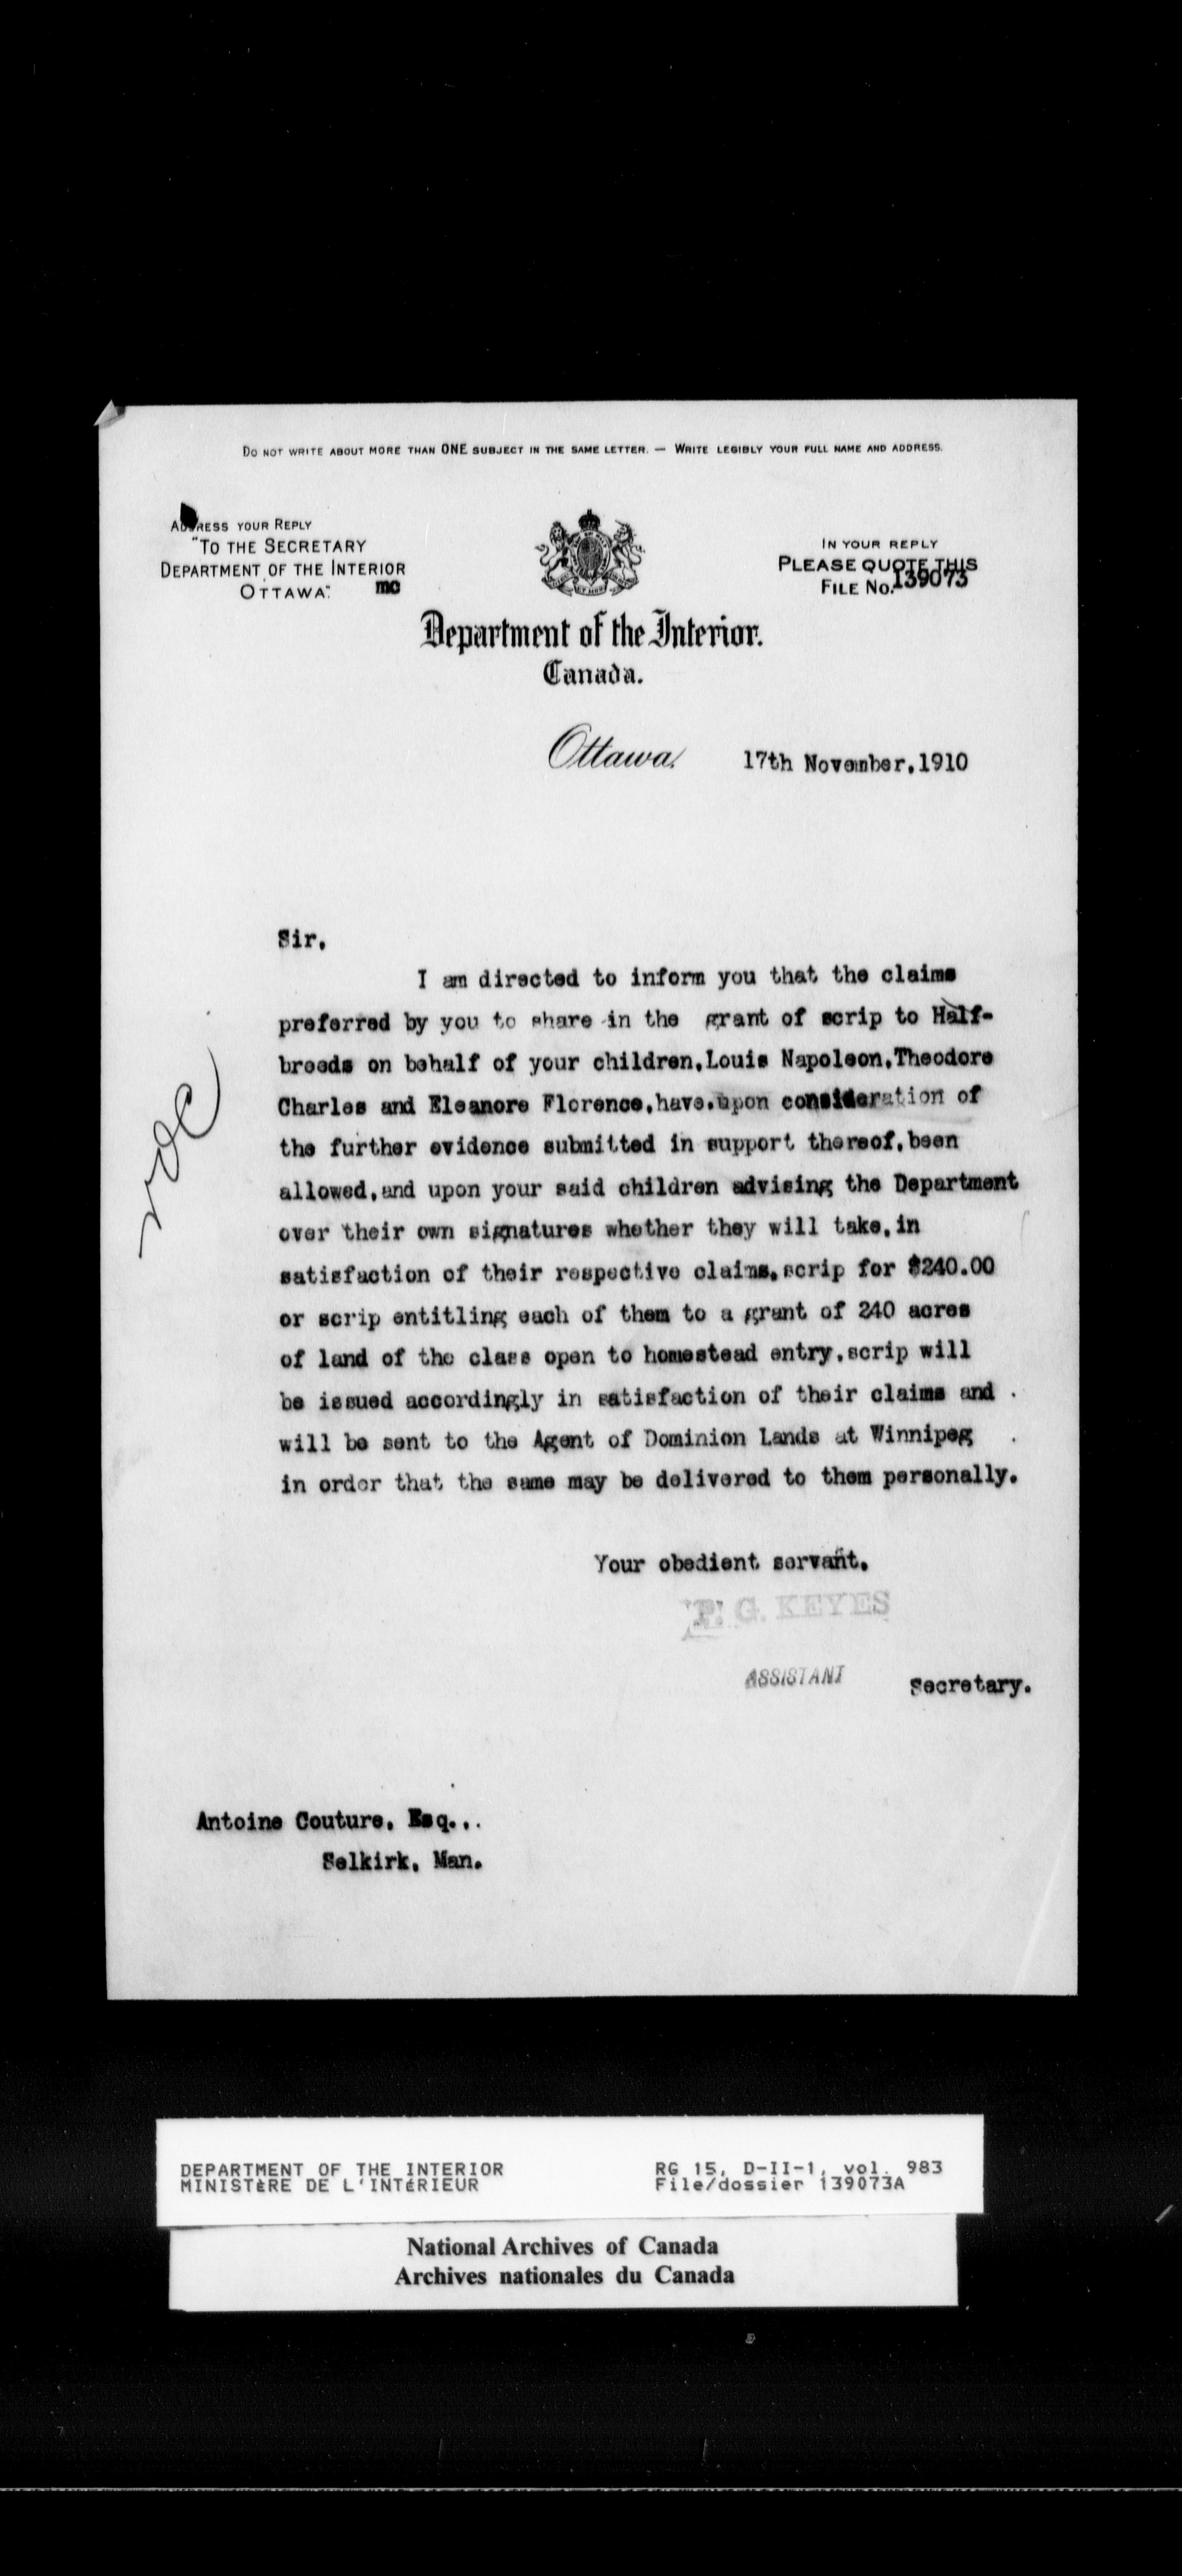 DO NOT WRITE ABOUT MORE THAN ONE SUBJECT IN THE SAME LETTER. — WRITE LEGIBLY YOUR FULL NAME AND ADDRESS.
ADDRESS YOUR REPLY
"TO THE SECRETARY
DEPARTMENT OF THE INTERIOR
OTTAWA."
mc
IN YOUR REPLY
PLEASE QUOTE THIS
FILE NO. 139073
Department of the Interior.
Canada.
Ottawa, 17th November, 1910
Sir,
I am directed to inform you that the claims
preferred by you to share in the grant of scrip to Half-
breeds on behalf of your children, Louis Napoleon, Theodore
Charles and Eleanore Florence, have, upon consideration of
the further evidence submitted in support thereof, been
allowed, and upon your said children advising the Department
over their own signatures whether they will take, in
satisfaction of their respective claims, scrip for $240.00
or scrip entitling each of them to a grant of 240 acres
of land of the class open to homestead entry, scrip will
be issued accordingly in satisfaction of their claims and
will be sent to the Agent of Dominion Lands at Winnipeg
in order that the same may be delivered to them personally.
Your obedient servant,
P. G. KEYES
ASSISTANT Secretary.
Antoine Couture, Esq..,
Selkirk, Man.
DEPARTMENT OF THE INTERIOR
MINISTèRE DE L'INTéRIEUR
RG 15, D-II-1, vol. 983
File/dossier 139073A
National Archives of Canada
Archives nationales du Canada